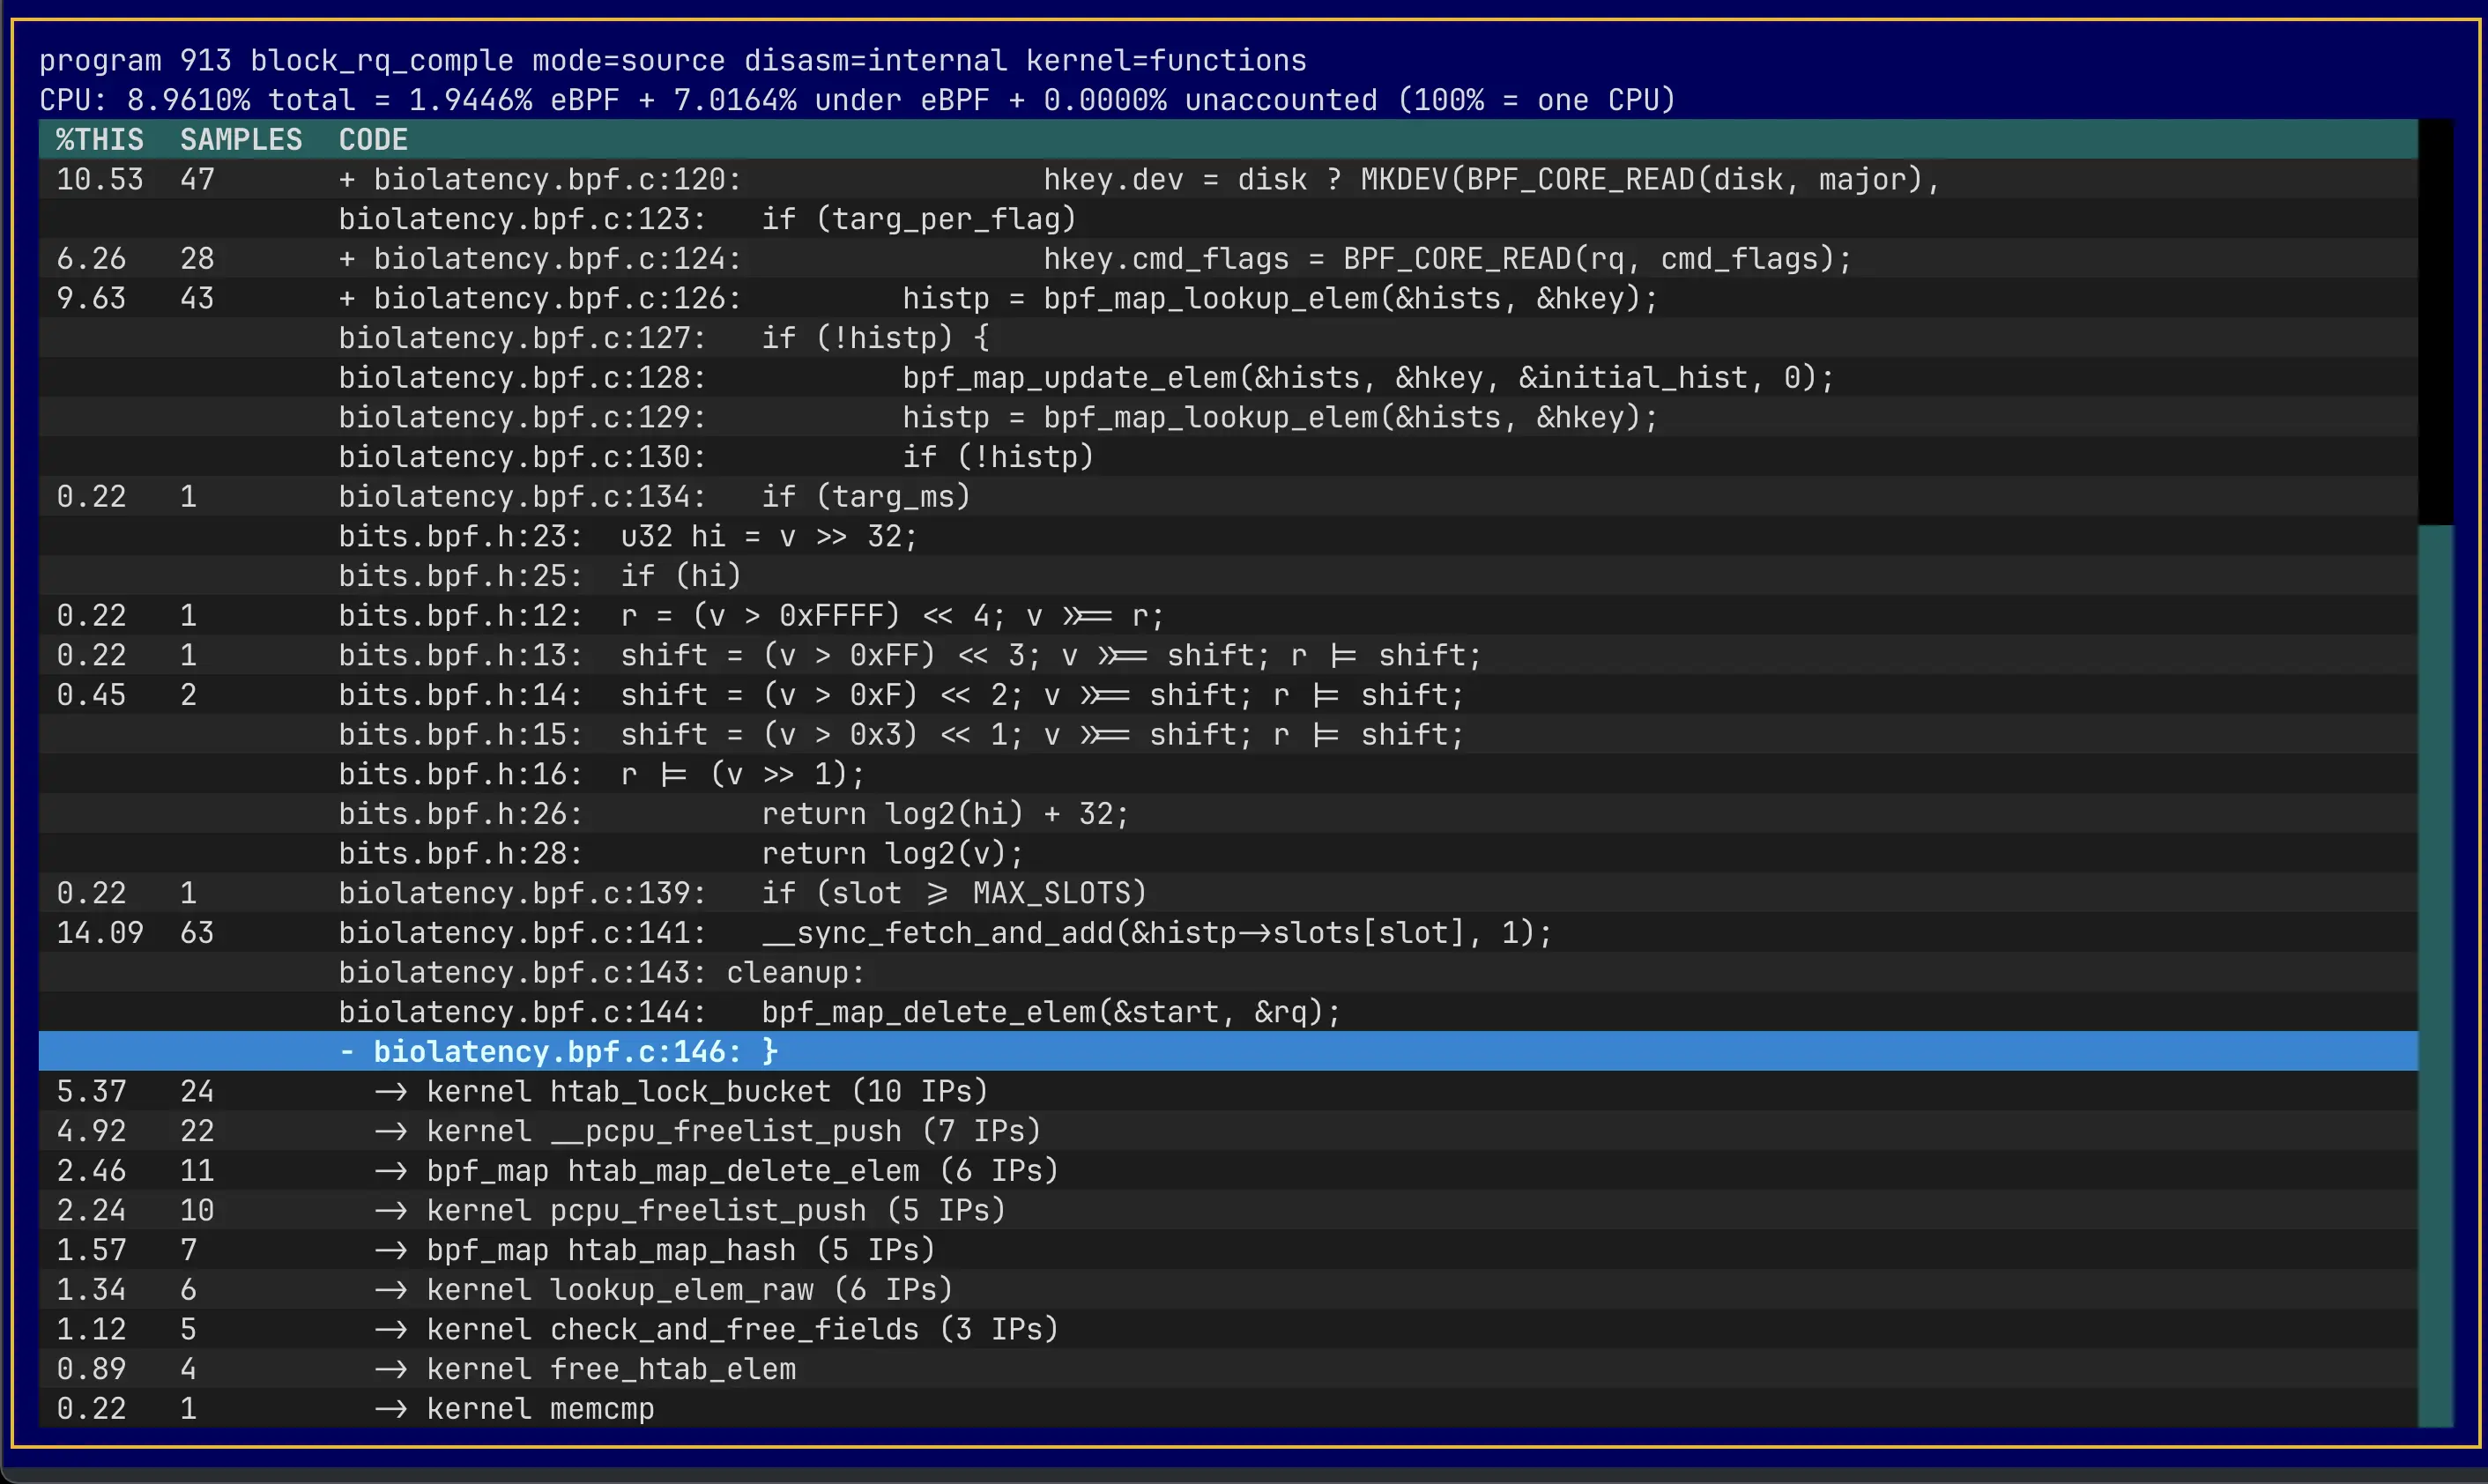 program 913 block_rq_comple mode=source disasm=internal kernel=functions
CPU: 8.9610% total = 1.9446% eBPF + 7.0164% under eBPF + 0.0000% unaccounted (100% = one CPU)
%THIS  SAMPLES  CODE
10.53  47       + biolatency.bpf.c:120:                 hkey.dev = disk ? MKDEV(BPF_CORE_READ(disk, major),
                biolatency.bpf.c:123:   if (targ_per_flag)
6.26   28       + biolatency.bpf.c:124:                 hkey.cmd_flags = BPF_CORE_READ(rq, cmd_flags);
9.63   43       + biolatency.bpf.c:126:         histp = bpf_map_lookup_elem(&hists, &hkey);
                biolatency.bpf.c:127:   if (!histp) {
                biolatency.bpf.c:128:           bpf_map_update_elem(&hists, &hkey, &initial_hist, 0);
                biolatency.bpf.c:129:           histp = bpf_map_lookup_elem(&hists, &hkey);
                biolatency.bpf.c:130:           if (!histp)
0.22   1        biolatency.bpf.c:134:   if (targ_ms)
                bits.bpf.h:23:  u32 hi = v >> 32;
                bits.bpf.h:25:  if (hi)
0.22   1        bits.bpf.h:12:  r = (v > 0xFFFF) << 4; v >>= r;
0.22   1        bits.bpf.h:13:  shift = (v > 0xFF) << 3; v >>= shift; r |= shift;
0.45   2        bits.bpf.h:14:  shift = (v > 0xF) << 2; v >>= shift; r |= shift;
                bits.bpf.h:15:  shift = (v > 0x3) << 1; v >>= shift; r |= shift;
                bits.bpf.h:16:  r |= (v >> 1);
                bits.bpf.h:26:          return log2(hi) + 32;
                bits.bpf.h:28:          return log2(v);
0.22   1        biolatency.bpf.c:139:   if (slot >= MAX_SLOTS)
14.09  63       biolatency.bpf.c:141:   __sync_fetch_and_add(&histp->slots[slot], 1);
                biolatency.bpf.c:143: cleanup:
                biolatency.bpf.c:144:   bpf_map_delete_elem(&start, &rq);
                - biolatency.bpf.c:146: }
5.37   24         -> kernel htab_lock_bucket (10 IPs)
4.92   22         -> kernel __pcpu_freelist_push (7 IPs)
2.46   11         -> bpf_map htab_map_delete_elem (6 IPs)
2.24   10         -> kernel pcpu_freelist_push (5 IPs)
1.57   7          -> bpf_map htab_map_hash (5 IPs)
1.34   6          -> kernel lookup_elem_raw (6 IPs)
1.12   5          -> kernel check_and_free_fields (3 IPs)
0.89   4          -> kernel free_htab_elem
0.22   1          -> kernel memcmp